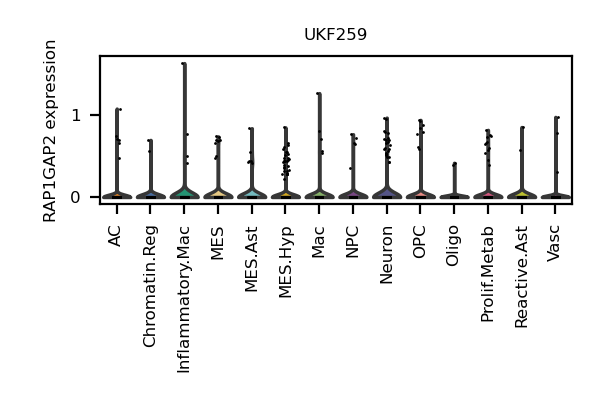 UKF259
RAP1GAP2 expression
1
0
AC
Chromatin.Reg
Inflammatory.Mac
MES
MES.Ast
MES.Hyp
Mac
NPC
Neuron
OPC
Oligo
Prolif.Metab
Reactive.Ast
Vasc